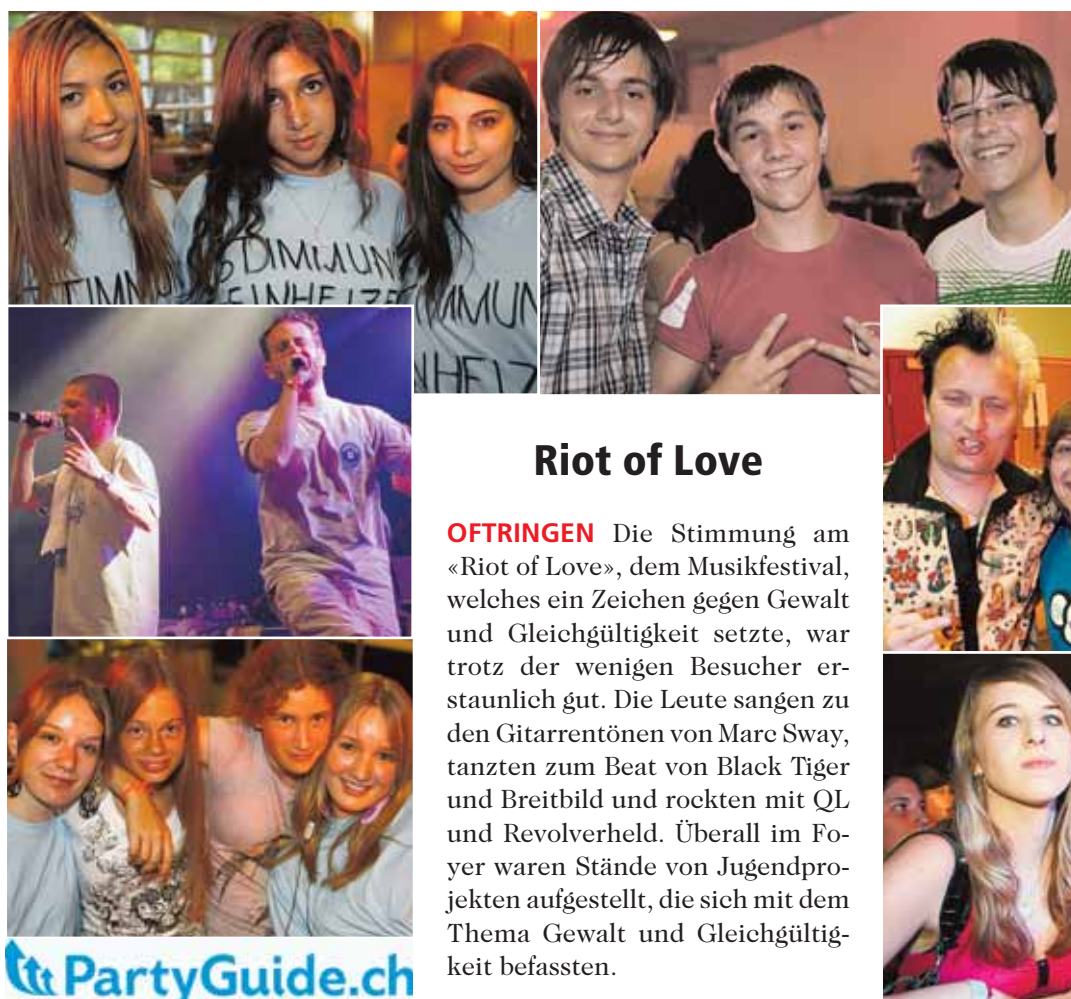 STIMMUNGS
EINHEIZE
Riot of Love
OFTRINGEN Die Stimmung am
«Riot of Love», dem Musikfestival,
welches ein Zeichen gegen Gewalt
und Gleichgültigkeit setzte, war
trotz der wenigen Besucher er-
staunlich gut. Die Leute sangen zu
den Gitarrentönen von Marc Sway,
tanzten zum Beat von Black Tiger
und Breitbild und rockten mit QL
und Revolverheld. Überall im Fo-
yer waren Stände von Jugendpro-
jekten aufgestellt, die sich mit dem
Thema Gewalt und Gleichgültig-
keit befassten.
PartyGuide.ch